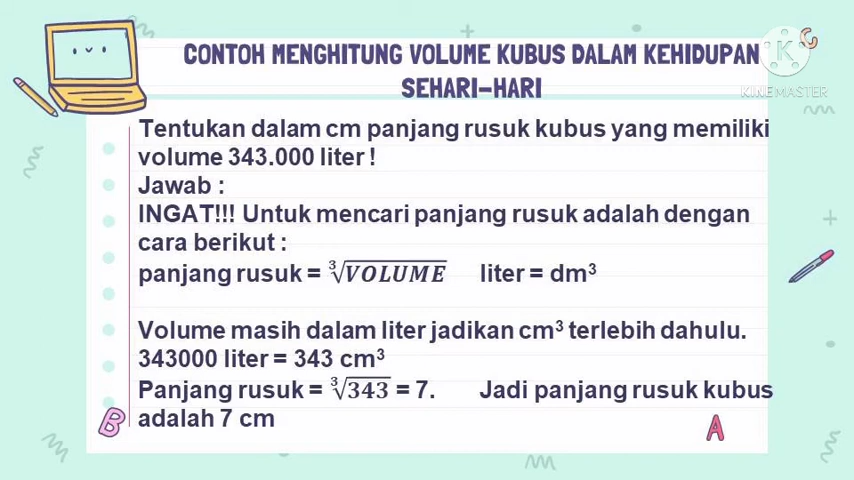 CONTOH MENGHITUNG VOLUME KUBUS DALAM KEHIDUPAN
SEHARI-HARI
KINEMASTER
Tentukan dalam cm panjang rusuk kubus yang memiliki
volume 343.000 liter !
Jawab :
INGAT!!! Untuk mencari panjang rusuk adalah dengan
cara berikut :
panjang rusuk = ∛VOLUME liter = dm³
Volume masih dalam liter jadikan cm³ terlebih dahulu.
343000 liter = 343 cm³
Panjang rusuk = ∛343 = 7. Jadi panjang rusuk kubus
adalah 7 cm
B
A
C
K